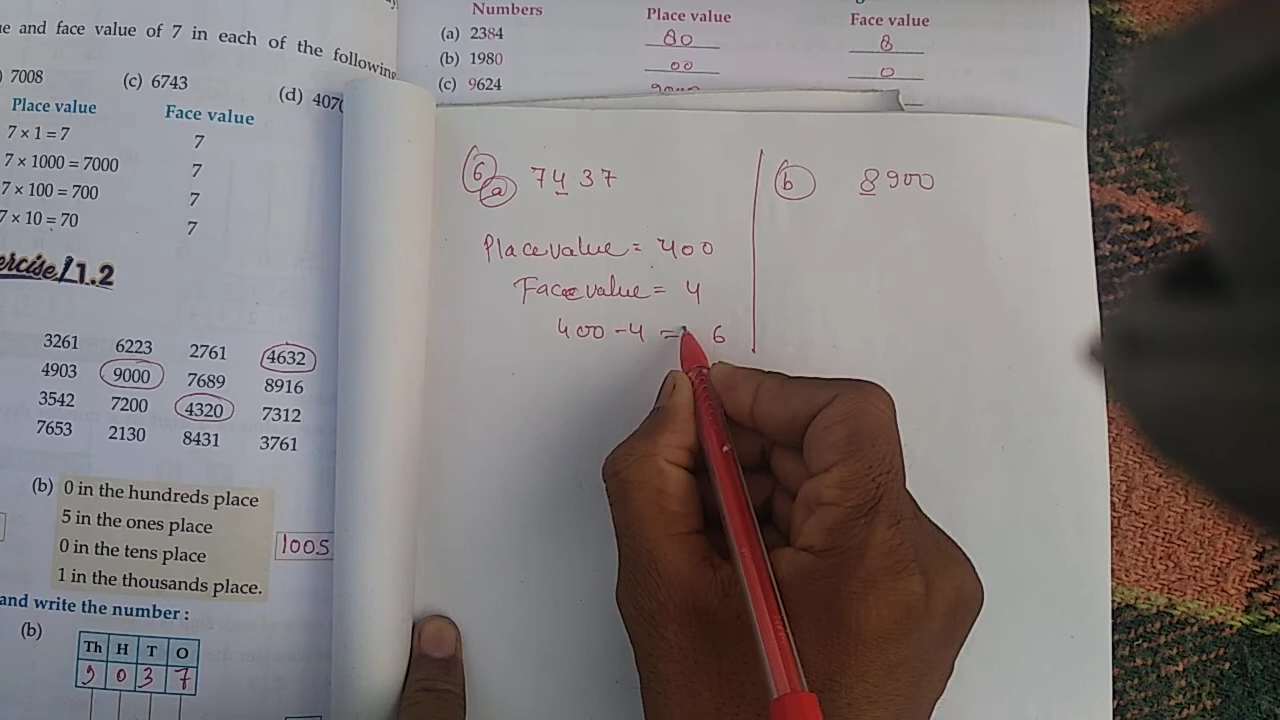 e and face value of 7 in each of the following
7008
(c) 6743
(d) 407
Place value
Face value
7 × 1 = 7
7
7 × 1000 = 7000
7
7 × 100 = 700
7
7 × 10 = 70
7
1.2
3261 6223 2761 4632
4903 9000 7689 8916
3542 7200 4320 7312
7653 2130 8431 3761
(b) 0 in the hundreds place
5 in the ones place
0 in the tens place
1 in the thousands place.
1005
and write the number :
(b)
Th H T O
9 0 3 7
Numbers Place value Face value
(a) 2384 80 8
(b) 1980 00 0
(c) 9624
6 a 7437
Place value = 400
Face value = 4
400 - 4 = 6
b 8900